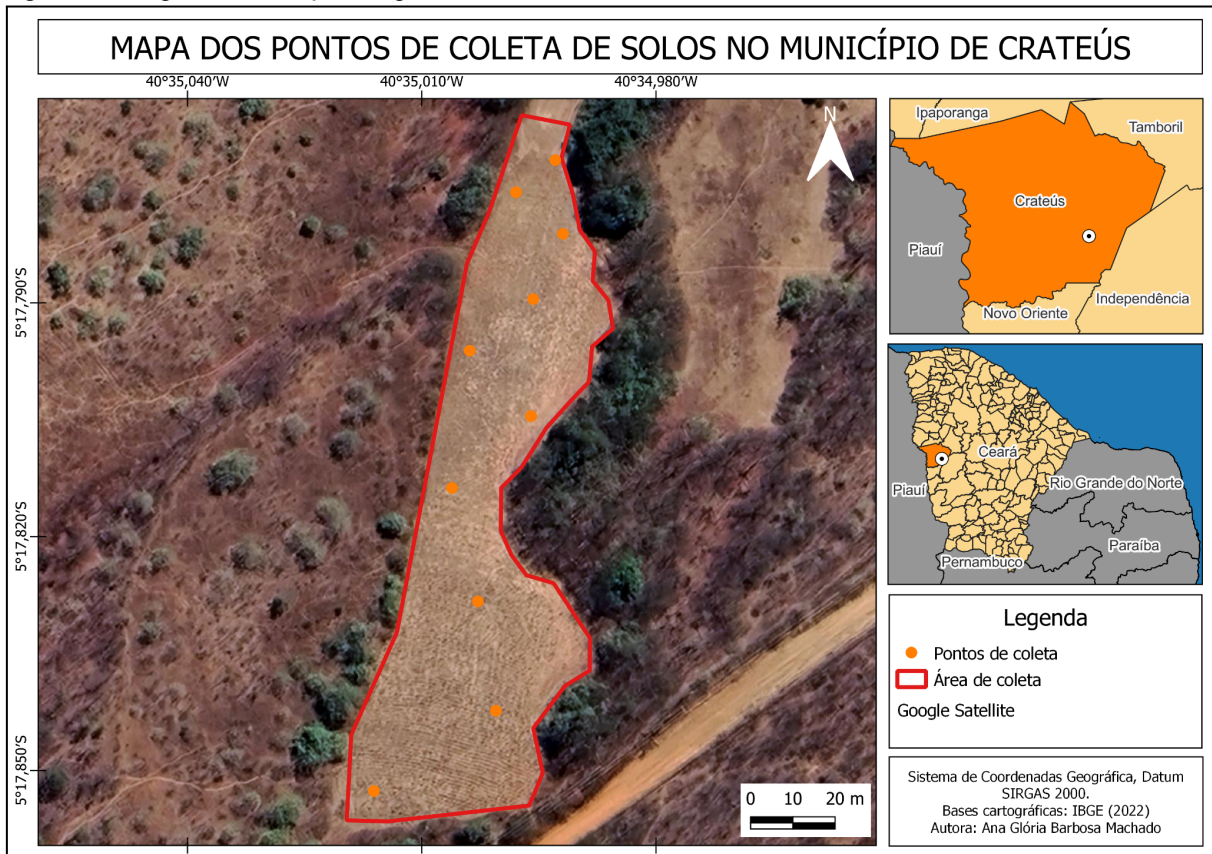 MAPA DOS PONTOS DE COLETA DE SOLOS NO MUNICÍPIO DE CRATEÚS
40°35,040′W
40°35,010′W
40°34,980′W
5°17,790′S
5°17,820′S
5°17,850′S
N
0 10 20 m
Ipaporanga
Tamboril
Crateús
Piauí
Independência
Novo Oriente
Ceará
Rio Grande do Norte
Piauí
Paraíba
Pernambuco
Legenda
Pontos de coleta
Área de coleta
Google Satellite
Sistema de Coordenadas Geográfica, Datum
SIRGAS 2000.
Bases cartográficas: IBGE (2022)
Autora: Ana Glória Barbosa Machado